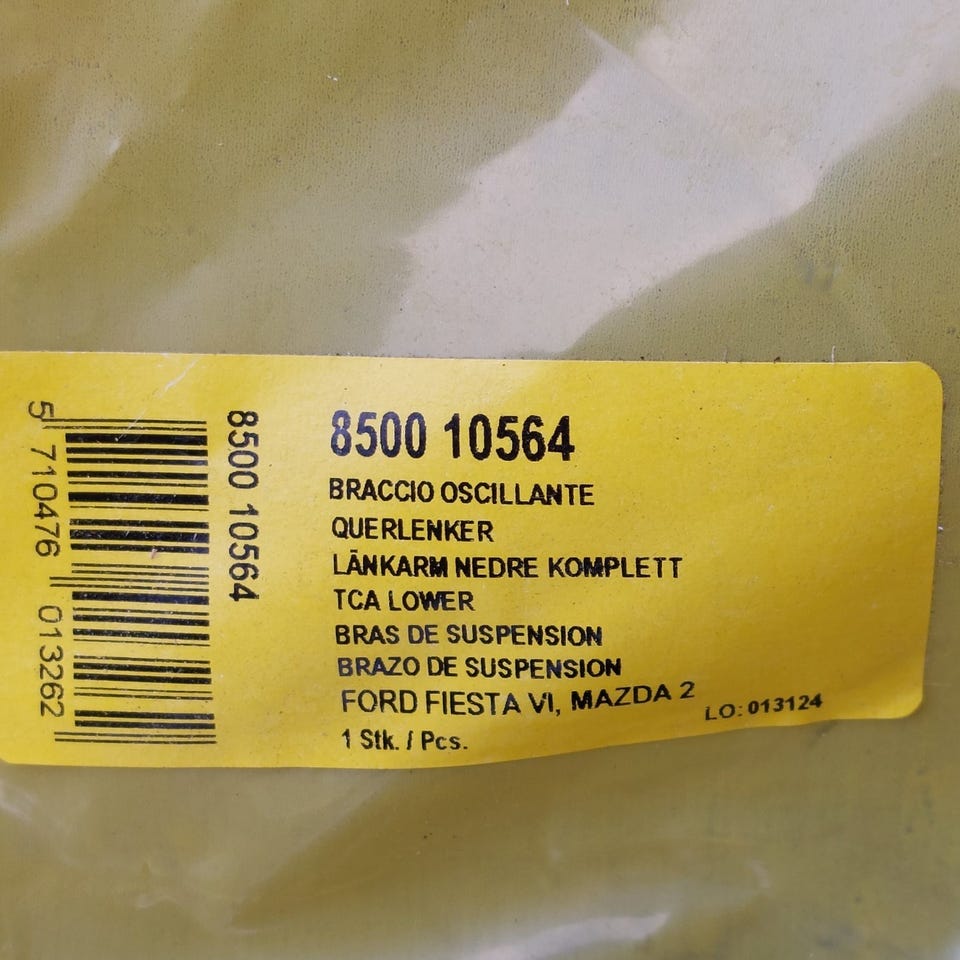 5 710476 013262
8500 10564
8500 10564
BRACCIO OSCILLANTE
QUERLENKER
LÄNKARM NEDRE KOMPLETT
TCA LOWER
BRAS DE SUSPENSION
BRAZO DE SUSPENSION
FORD FIESTA VI, MAZDA 2
LO: 013124
1 Stk. / Pcs.